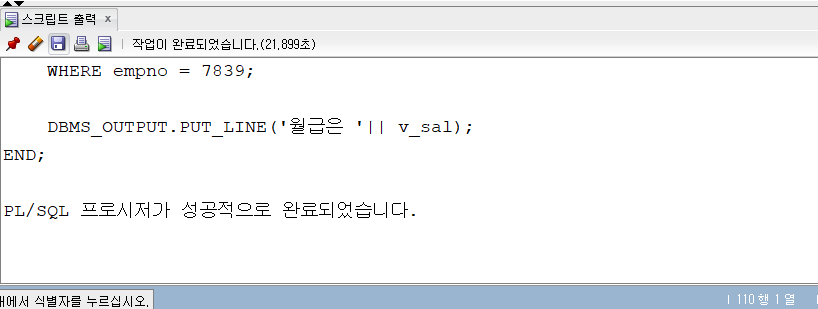 스크립트 출력 x
작업이 완료되었습니다.(21,899초)
WHERE empno = 7839;
DBMS_OUTPUT.PUT_LINE('월급은 '|| v_sal);
END;
PL/SQL 프로시저가 성공적으로 완료되었습니다.
에서 식별자를 누르십시오.
110 행 1 열